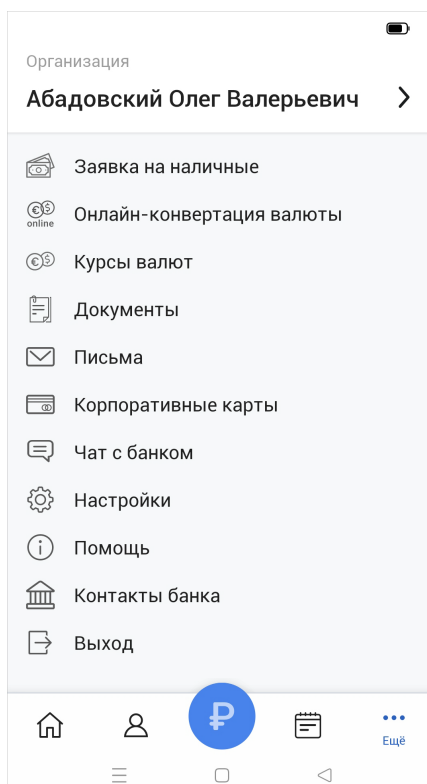 Организация
Абадовский Олег Валерьевич
Заявка на наличные
online
Онлайн-конвертация валюты
Курсы валют
Документы
Письма
Корпоративные карты
Чат с банком
Настройки
Помощь
Контакты банка
Выход
₽
Ещё